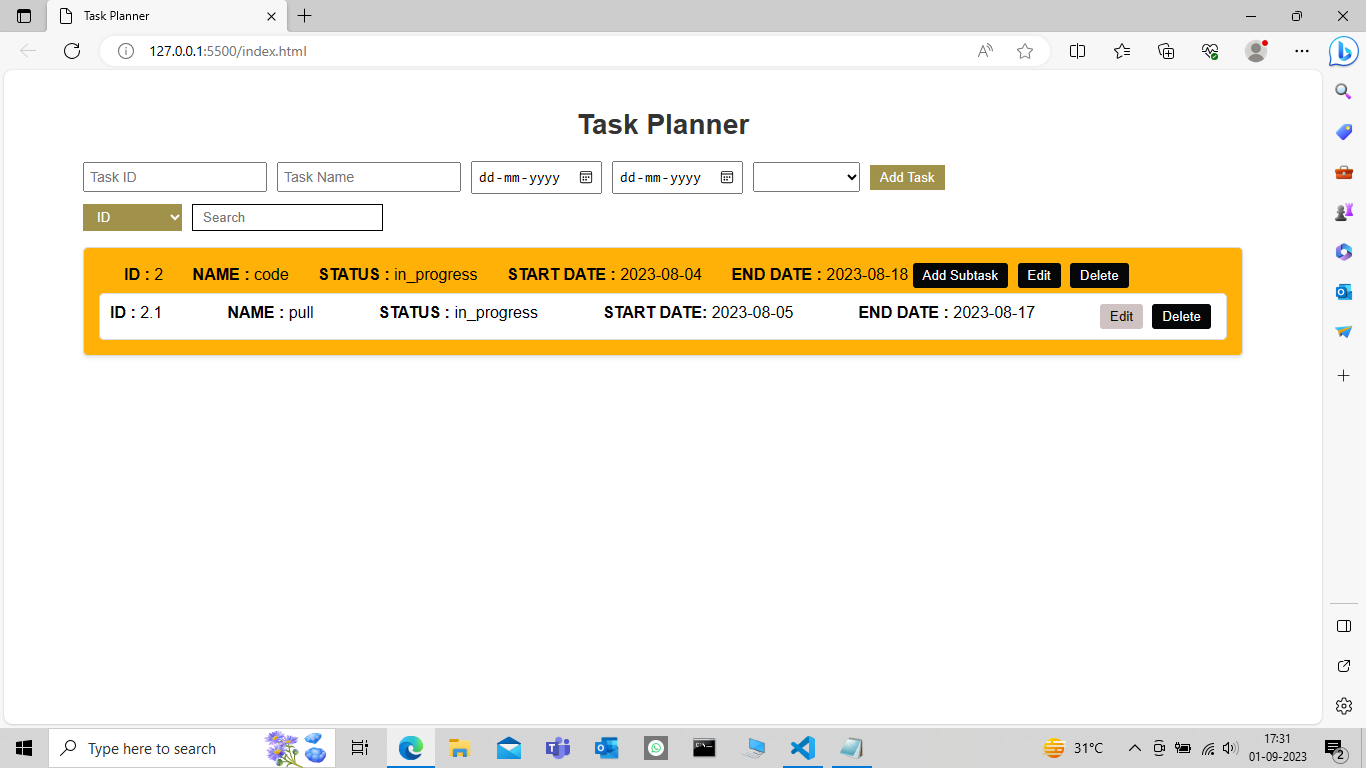 Task Planner
127.0.0.1:5500/index.html
Task Planner
Task ID Task Name dd-mm-yyyy dd-mm-yyyy Add Task
ID Search
ID : 2 NAME : code STATUS : in_progress START DATE : 2023-08-04 END DATE : 2023-08-18 Add Subtask Edit Delete
ID : 2.1 NAME : pull STATUS : in_progress START DATE: 2023-08-05 END DATE : 2023-08-17 Edit Delete
Type here to search 31°C 17:31
01-09-2023 2